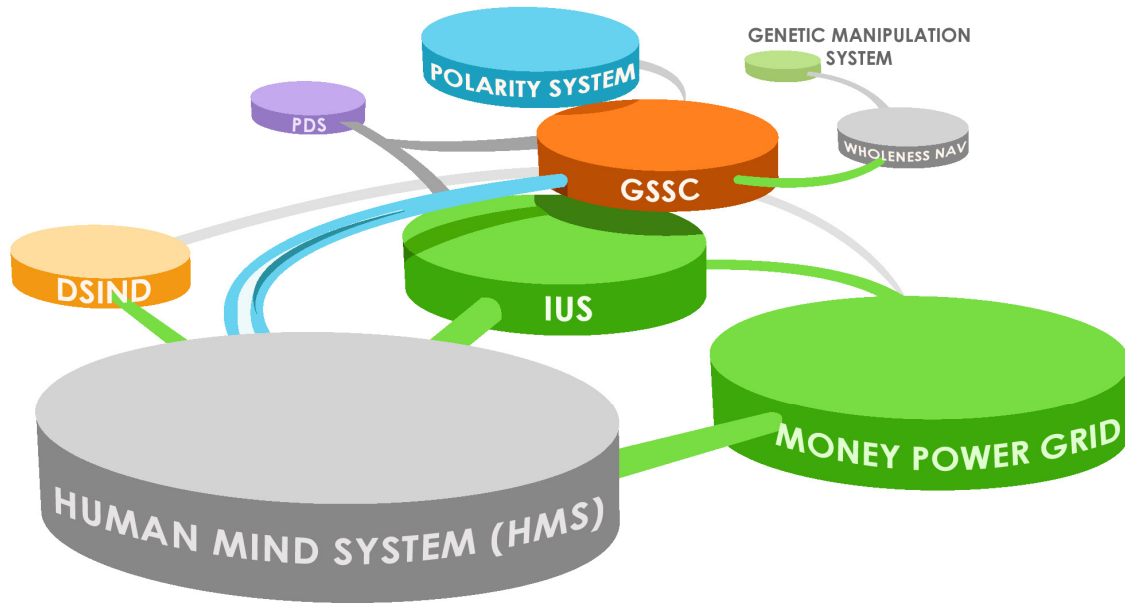 GENETIC MANIPULATION
SYSTEM
POLARITY SYSTEM
PDS
WHOLENESS NAV
GSSC
DSIND
IUS
MONEY POWER GRID
HUMAN MIND SYSTEM (HMS)